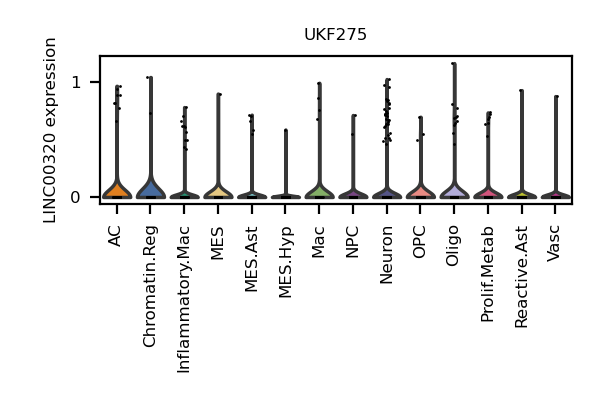 UKF275
LINC00320 expression
1
0
AC
Chromatin.Reg
Inflammatory.Mac
MES
MES.Ast
MES.Hyp
Mac
NPC
Neuron
OPC
Oligo
Prolif.Metab
Reactive.Ast
Vasc